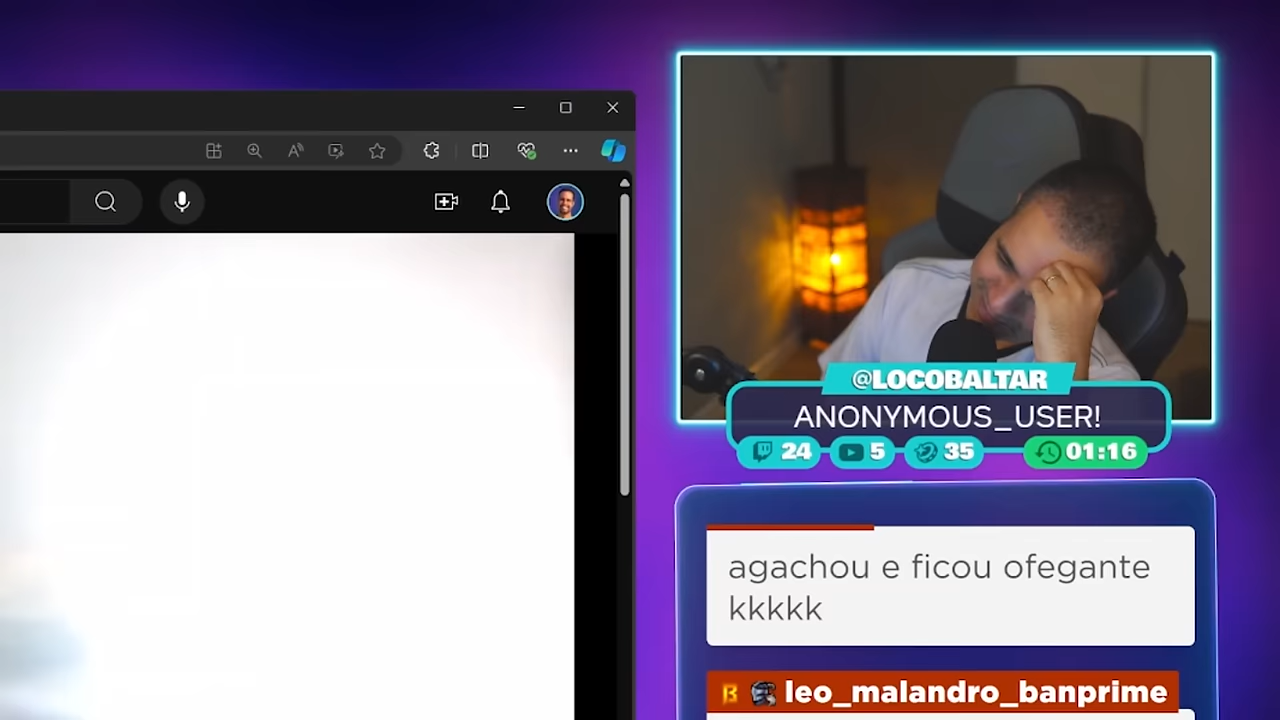 @LOCOBALTAR
ANONYMOUS_USER!
24 5 35 01:16
agachou e ficou ofegante
kkkkk
leo_malandro_banprime